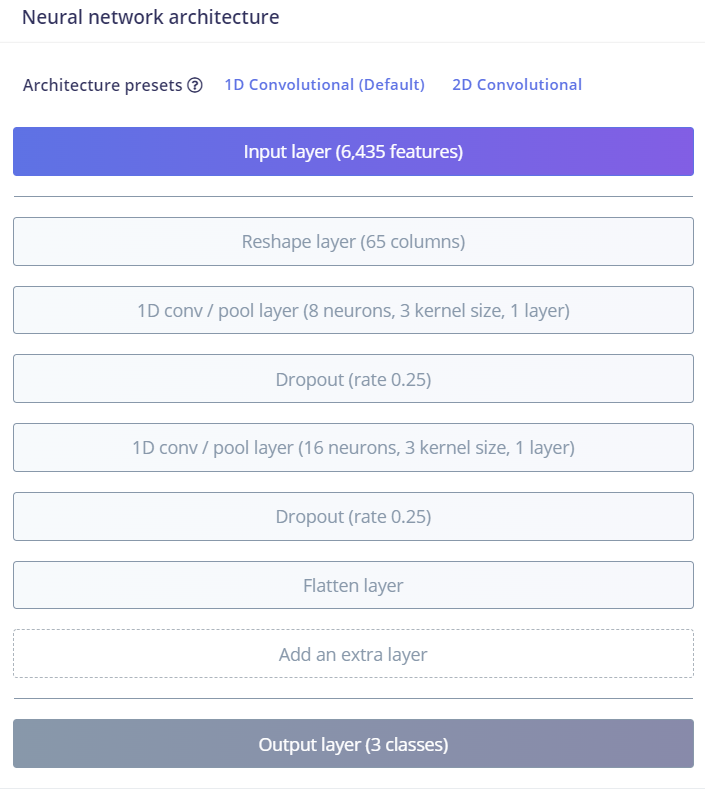 Neural network architecture
Architecture presets ? 1D Convolutional (Default) 2D Convolutional
Input layer (6,435 features)
Reshape layer (65 columns)
1D conv / pool layer (8 neurons, 3 kernel size, 1 layer)
Dropout (rate 0.25)
1D conv / pool layer (16 neurons, 3 kernel size, 1 layer)
Dropout (rate 0.25)
Flatten layer
Add an extra layer
Output layer (3 classes)